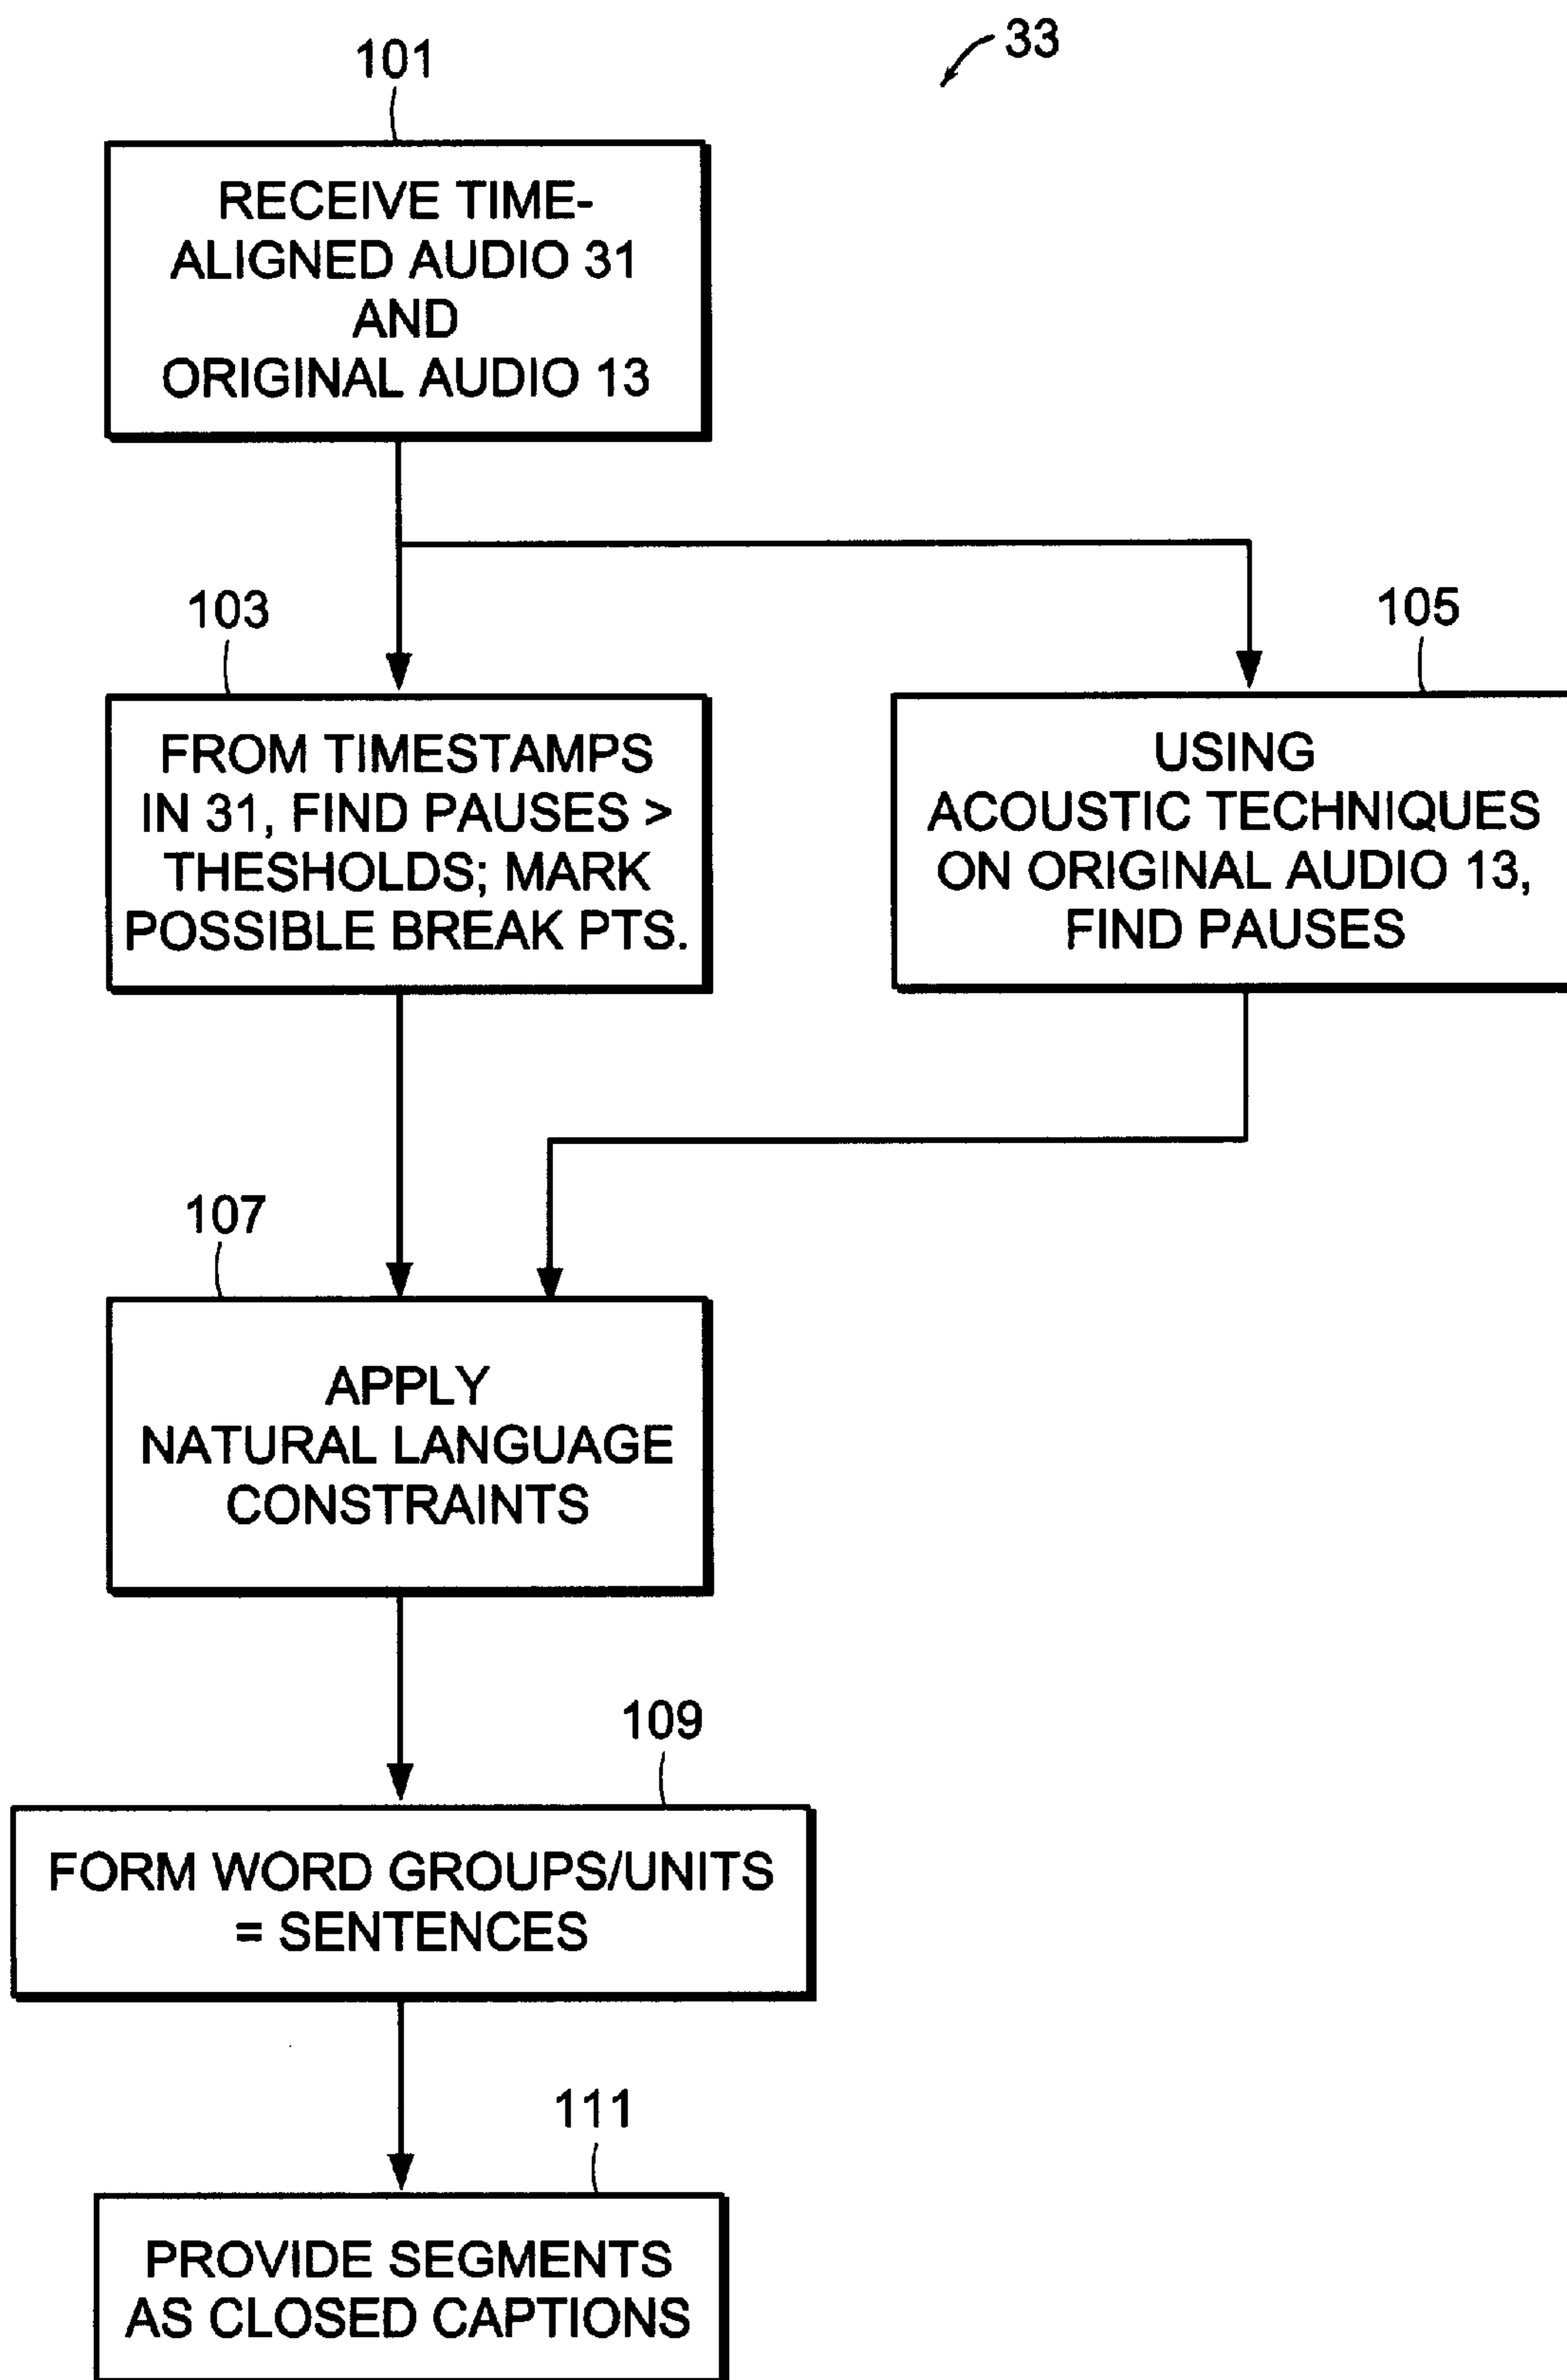 33
101
RECEIVE TIME-
ALIGNED AUDIO 31
AND
ORIGINAL AUDIO 13
103
FROM TIMESTAMPS
IN 31, FIND PAUSES >
THESHOLDS; MARK
POSSIBLE BREAK PTS.
105
USING
ACOUSTIC TECHNIQUES
ON ORIGINAL AUDIO 13,
FIND PAUSES
107
APPLY
NATURAL LANGUAGE
CONSTRAINTS
109
FORM WORD GROUPS/UNITS
= SENTENCES
111
PROVIDE SEGMENTS
AS CLOSED CAPTIONS